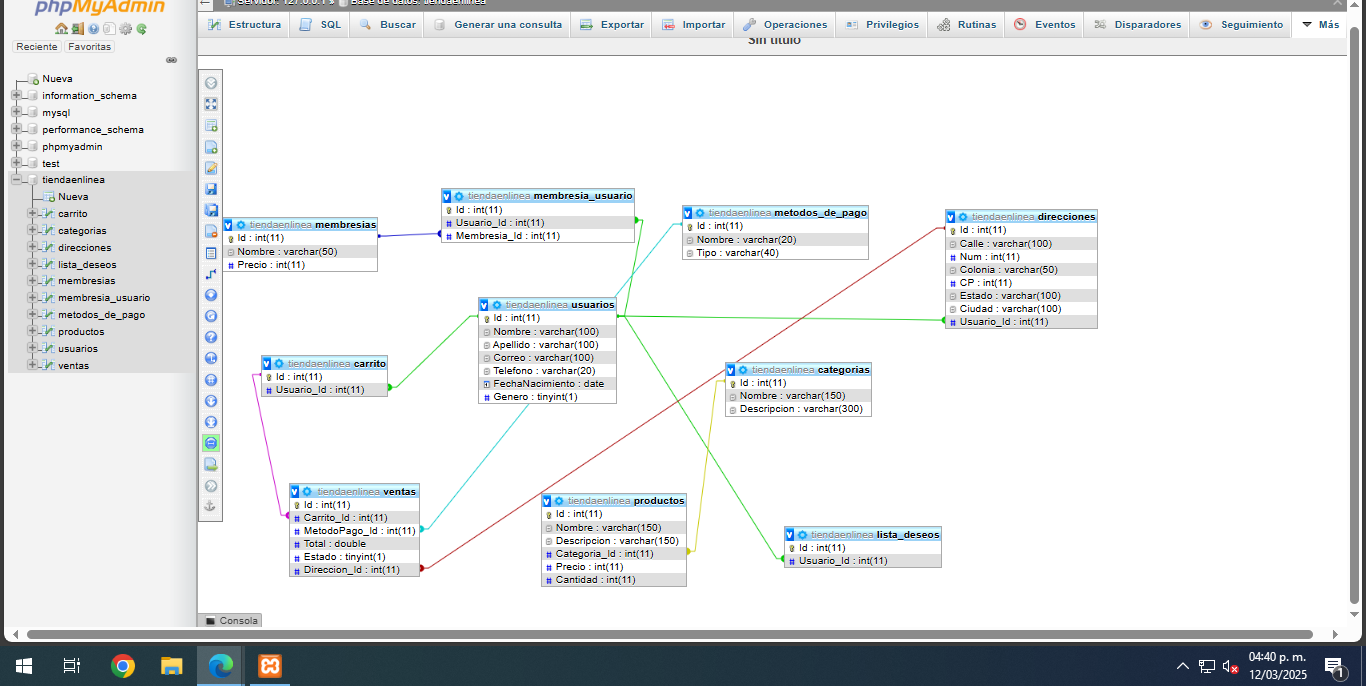 phpMyAdmin
Servidor: 127.0.0.1 » Base de datos: tiendaenlinea
Estructura SQL Buscar Generar una consulta Exportar Importar Operaciones Privilegios Rutinas Eventos Disparadores Seguimiento Más
Reciente Favoritas
Sin título
Nueva
information_schema
mysql
performance_schema
phpmyadmin
test
tiendaenlinea
Nueva
carrito
categorias
direcciones
lista_deseos
membresias
membresia_usuario
metodos_de_pago
productos
usuarios
ventas
tiendaenlinea membresias
Id : int(11)
Nombre : varchar(50)
Precio : int(11)
tiendaenlinea membresia_usuario
Id : int(11)
Usuario_Id : int(11)
Membresia_Id : int(11)
tiendaenlinea metodos_de_pago
Id : int(11)
Nombre : varchar(20)
Tipo : varchar(40)
tiendaenlinea direcciones
Id : int(11)
Calle : varchar(100)
Num : int(11)
Colonia : varchar(50)
CP : int(11)
Estado : varchar(100)
Ciudad : varchar(100)
Usuario_Id : int(11)
tiendaenlinea usuarios
Id : int(11)
Nombre : varchar(100)
Apellido : varchar(100)
Correo : varchar(100)
Telefono : varchar(20)
FechaNacimiento : date
Genero : tinyint(1)
tiendaenlinea carrito
Id : int(11)
Usuario_Id : int(11)
tiendaenlinea categorias
Id : int(11)
Nombre : varchar(150)
Descripcion : varchar(300)
tiendaenlinea ventas
Id : int(11)
Carrito_Id : int(11)
MetodoPago_Id : int(11)
Total : double
Estado : tinyint(1)
Direccion_Id : int(11)
tiendaenlinea productos
Id : int(11)
Nombre : varchar(150)
Descripcion : varchar(150)
Categoria_Id : int(11)
Precio : int(11)
Cantidad : int(11)
tiendaenlinea lista_deseos
Id : int(11)
Usuario_Id : int(11)
Consola
04:40 p. m.
12/03/2025
1